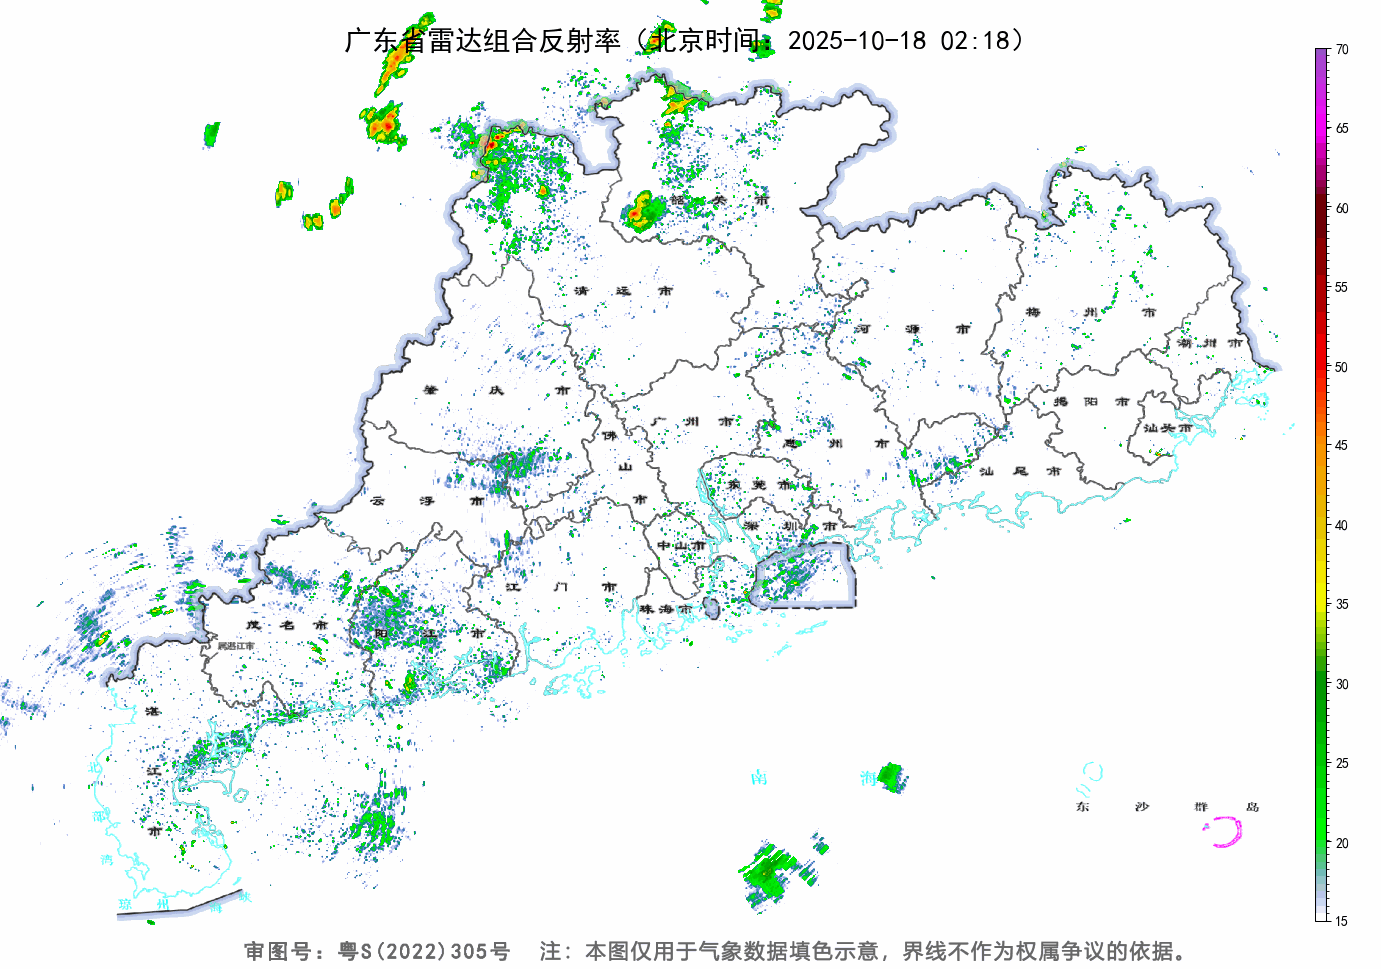 广东省雷达组合反射率（北京时间：2025-10-18 02:18）
70
65
60
55
50
45
40
35
30
25
20
15
韶关市
清远市
河源市
梅州市
潮州市
肇庆市
广州市
揭阳市
汕头市
佛山市
惠州市
云浮市
东莞市
汕尾市
深圳市
中山市
江门市
珠海市
茂名市
阳江市
属湛江市
湛江市
南海
东沙群岛
北部湾
琼州海峡
审图号：粤S(2022)305号 注：本图仅用于气象数据填色示意，界线不作为权属争议的依据。